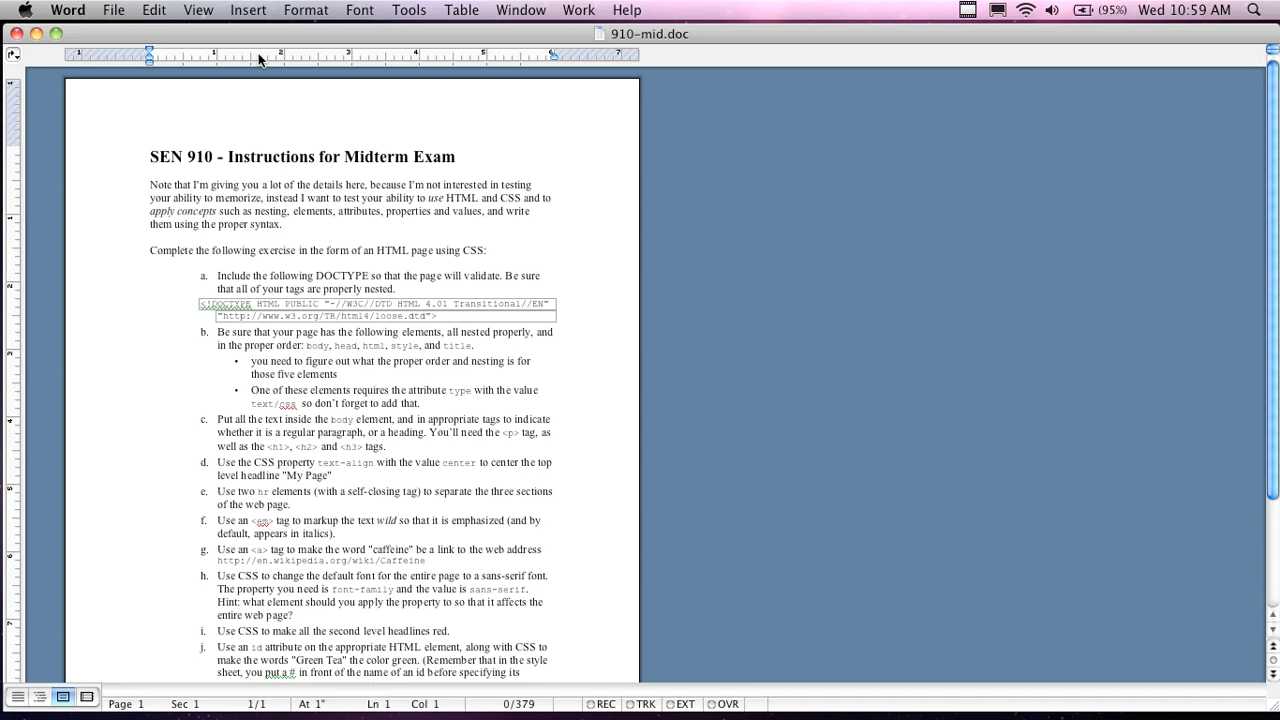 Word File Edit View Insert Format Font Tools Table Window Work Help (95%) Wed 10:59 AM
910-mid.doc
1 1 2 3 4 5 6 7
SEN 910 - Instructions for Midterm Exam
Note that I'm giving you a lot of the details here, because I'm not interested in testing
your ability to memorize, instead I want to test your ability to use HTML and CSS and to
apply concepts such as nesting, elements, attributes, properties and values, and write
them using the proper syntax.
Complete the following exercise in the form of an HTML page using CSS:
a. Include the following DOCTYPE so that the page will validate. Be sure
that all of your tags are properly nested.
<!DOCTYPE HTML PUBLIC "-//W3C//DTD HTML 4.01 Transitional//EN"
"http://www.w3.org/TR/html4/loose.dtd">
b. Be sure that your page has the following elements, all nested properly, and
in the proper order: body, head, html, style, and title.
• you need to figure out what the proper order and nesting is for
those five elements
• One of these elements requires the attribute type with the value
text/css so don't forget to add that.
c. Put all the text inside the body element, and in appropriate tags to indicate
whether it is a regular paragraph, or a heading. You'll need the <p> tag, as
well as the <h1>, <h2> and <h3> tags.
d. Use the CSS property text-align with the value center to center the top
level headline "My Page"
e. Use two hr elements (with a self-closing tag) to separate the three sections
of the web page.
f. Use an <em> tag to markup the text wild so that it is emphasized (and by
default, appears in italics).
g. Use an <a> tag to make the word "caffeine" be a link to the web address
http://en.wikipedia.org/wiki/Caffeine
h. Use CSS to change the default font for the entire page to a sans-serif font.
The property you need is font-family and the value is sans-serif.
Hint: what element should you apply the property to so that it affects the
entire web page?
i. Use CSS to make all the second level headlines red.
j. Use an id attribute on the appropriate HTML element, along with CSS to
make the words "Green Tea" the color green. (Remember that in the style
sheet, you put a # in front of the name of an id before specifying its
Page 1 Sec 1 1/1 At 1" Ln 1 Col 1 0/379 REC TRK EXT OVR